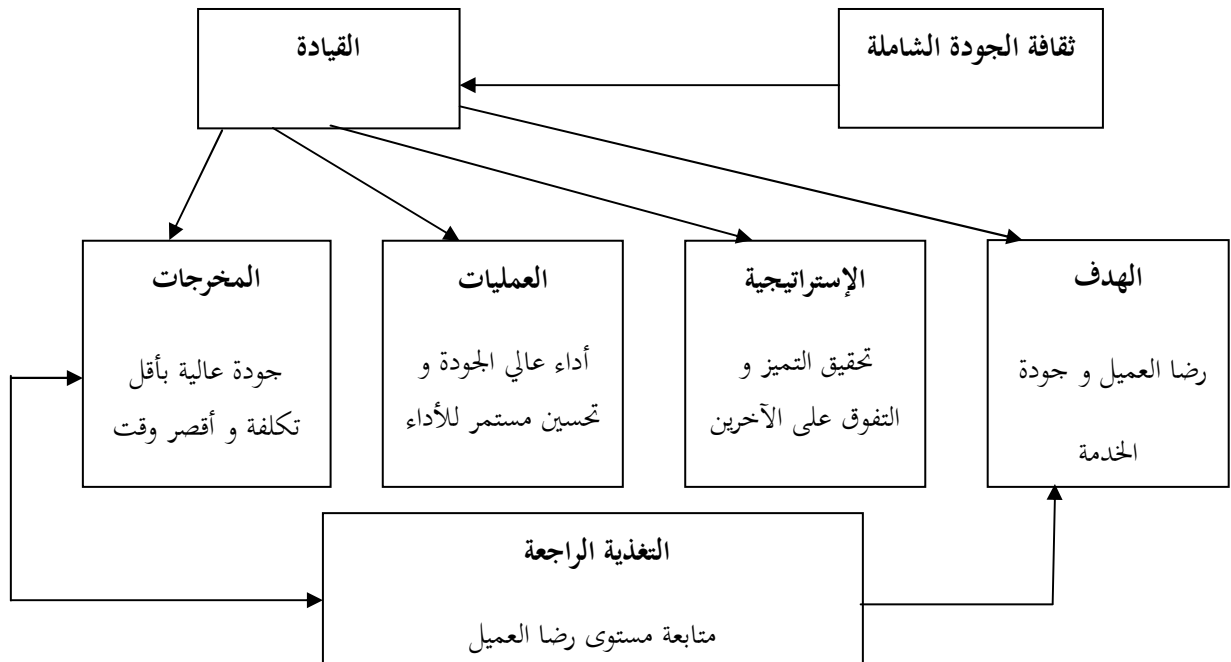 ثقافة الجودة الشاملة
القيادة
الهدف
رضا العميل و جودة
الخدمة
الإستراتيجية
تحقيق التميز و
التفوق على الآخرين
العمليات
أداء عالي الجودة و
تحسين مستمر للأداء
المخرجات
جودة عالية بأقل
تكلفة و أقصر وقت
التغذية الراجعة
متابعة مستوى رضا العميل